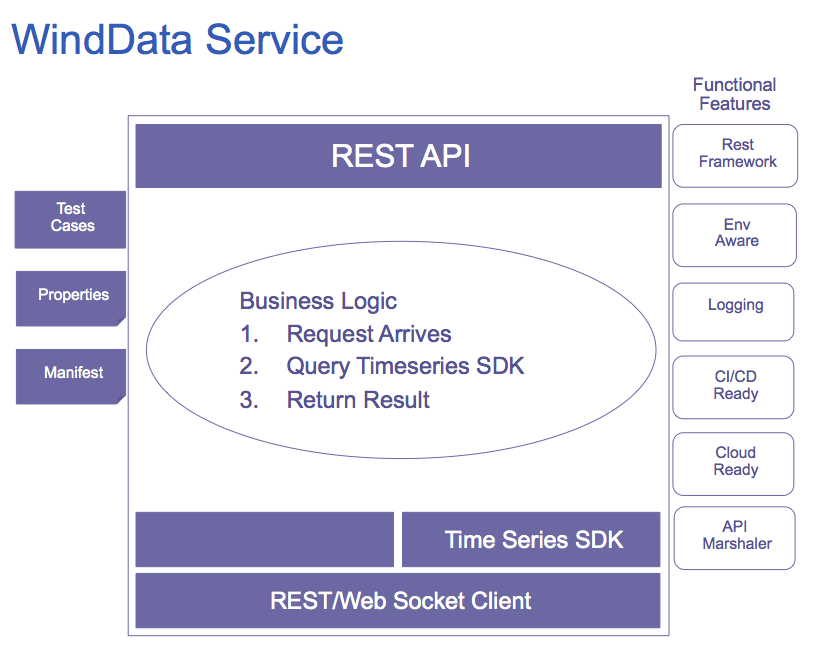 WindData Service
Functional
Features
REST API
Rest
Framework
Test
Cases
Env
Aware
Properties
Business Logic
1. Request Arrives
2. Query Timeseries SDK
3. Return Result
Logging
Manifest
CI/CD
Ready
Cloud
Ready
Time Series SDK
API
Marshaler
REST/Web Socket Client